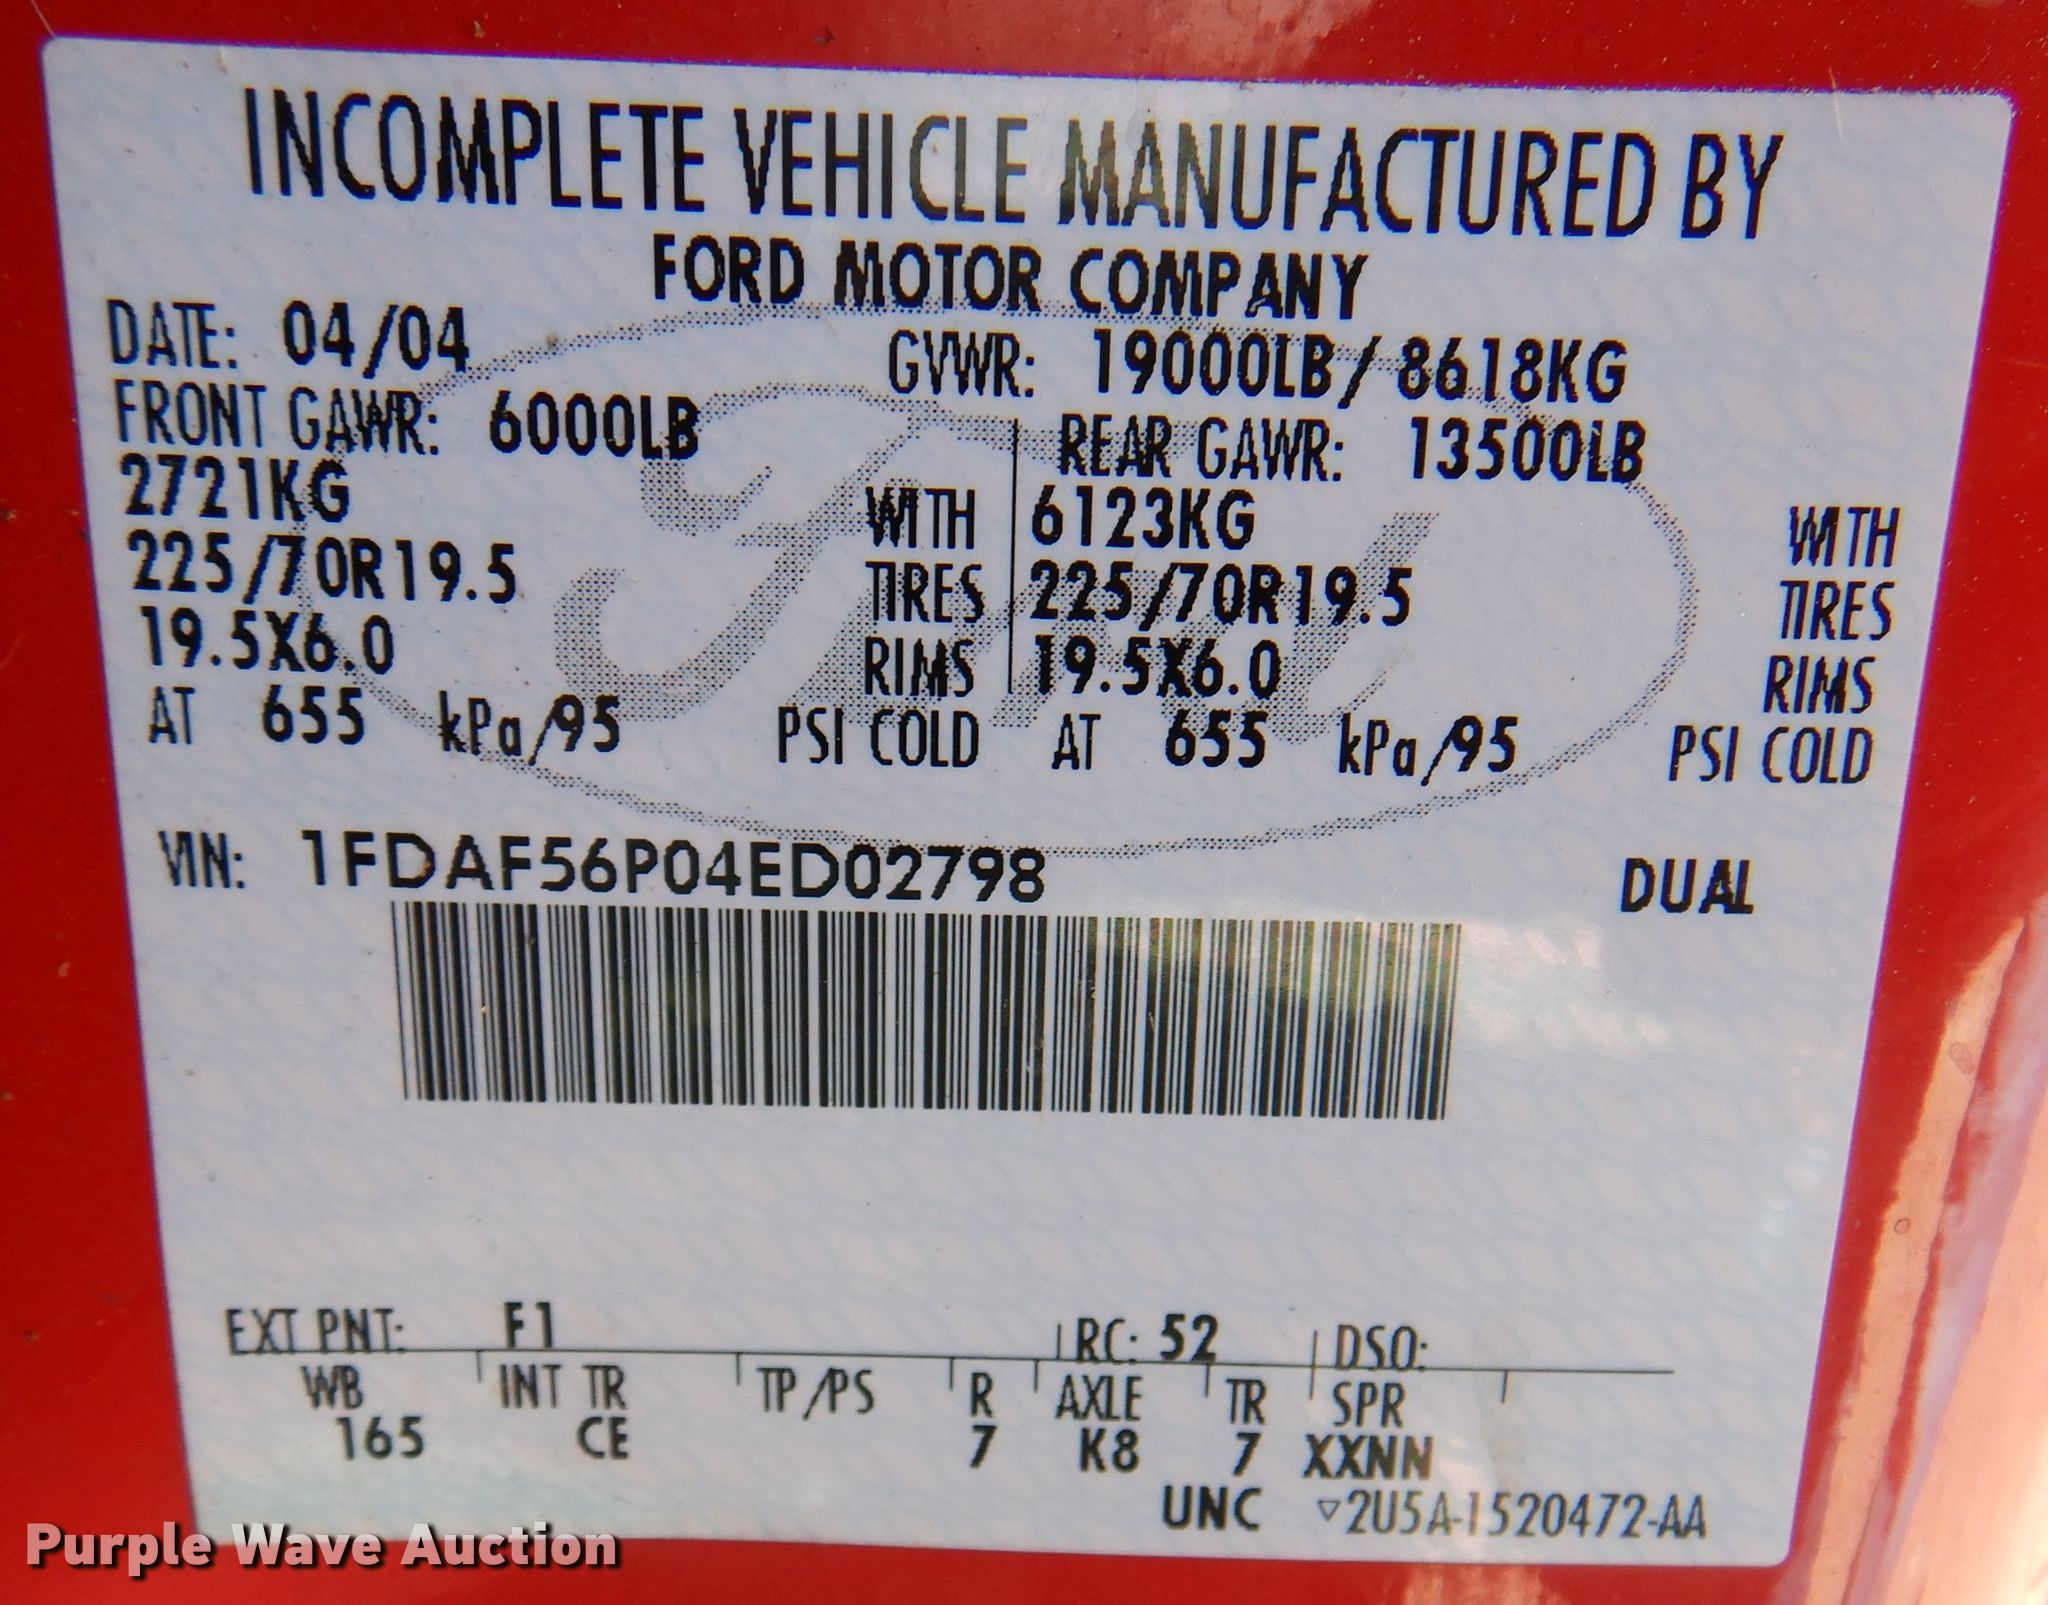 INCOMPLETE VEHICLE MANUFACTURED BY
FORD MOTOR COMPANY
DATE: 04/04 GVWR: 19000LB/ 8618KG
FRONT GAWR: 6000LB REAR GAWR: 13500LB
2721KG WITH 6123KG WITH
225/70R19.5 TIRES 225/70R19.5 TIRES
19.5X6.0 RIMS 19.5X6.0 RIMS
AT 655 kPa/95 PSI COLD AT 655 kPa/95 PSI COLD
VIN: 1FDAF56P04ED02798 DUAL
EXT PNT: F1 RC: 52 DSO:
WB INT TR TP/PS R AXLE TR SPR
165 CE 7 K8 7 XXNN
UNC ▽2U5A-1520472-AA
Purple Wave Auction